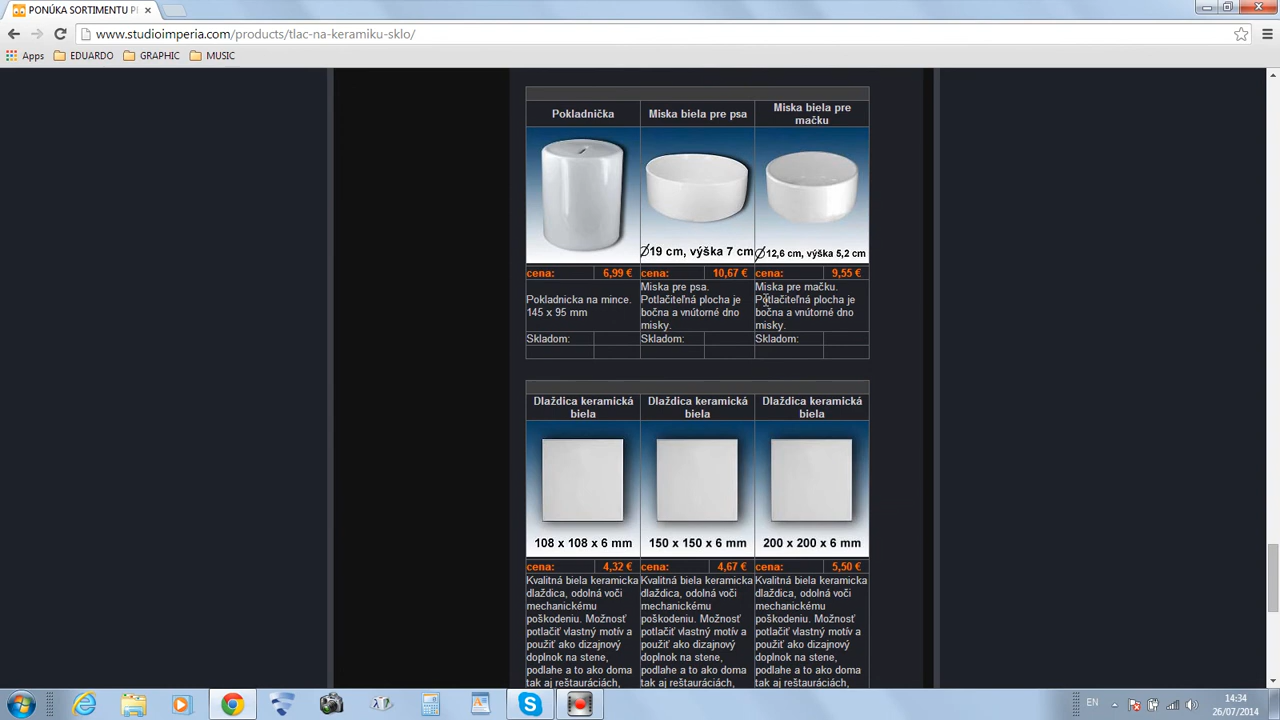 PONÚKA SORTIMENTU P
www.studioimperia.com/products/tlac-na-keramiku-sklo/
Apps EDUARDO GRAPHIC MUSIC
Pokladnička
Miska biela pre psa
Miska biela pre
mačku
Ø19 cm, výška 7 cm
Ø12,6 cm, výška 5,2 cm
cena: 6,99 € cena: 10,67 € cena: 9,55 €
Pokladnicka na mince.
145 x 95 mm
Miska pre psa.
Potlačiteľná plocha je
bočna a vnútorné dno
misky.
Miska pre mačku.
Potlačiteľná plocha je
bočna a vnútorné dno
misky.
Skladom: Skladom: Skladom:
Dlaždica keramická
biela
Dlaždica keramická
biela
Dlaždica keramická
biela
108 x 108 x 6 mm
150 x 150 x 6 mm
200 x 200 x 6 mm
cena: 4,32 € cena: 4,67 € cena: 5,50 €
Kvalitná biela keramicka
dlaždica, odolná voči
mechanickému
poškodeniu. Možnosť
potlačiť vlastný motív a
použiť ako dizajnový
doplnok na stene,
podlahe a to ako doma
tak aj reštauráciách,
Kvalitná biela keramicka
dlaždica, odolná voči
mechanickému
poškodeniu. Možnosť
potlačiť vlastný motív a
použiť ako dizajnový
doplnok na stene,
podlahe a to ako doma
tak aj reštauráciách,
Kvalitná biela keramicka
dlaždica, odolná voči
mechanickému
poškodeniu. Možnosť
potlačiť vlastný motív a
použiť ako dizajnový
doplnok na stene,
podlahe a to ako doma
tak aj reštauráciách,
EN
14:34
26/07/2014